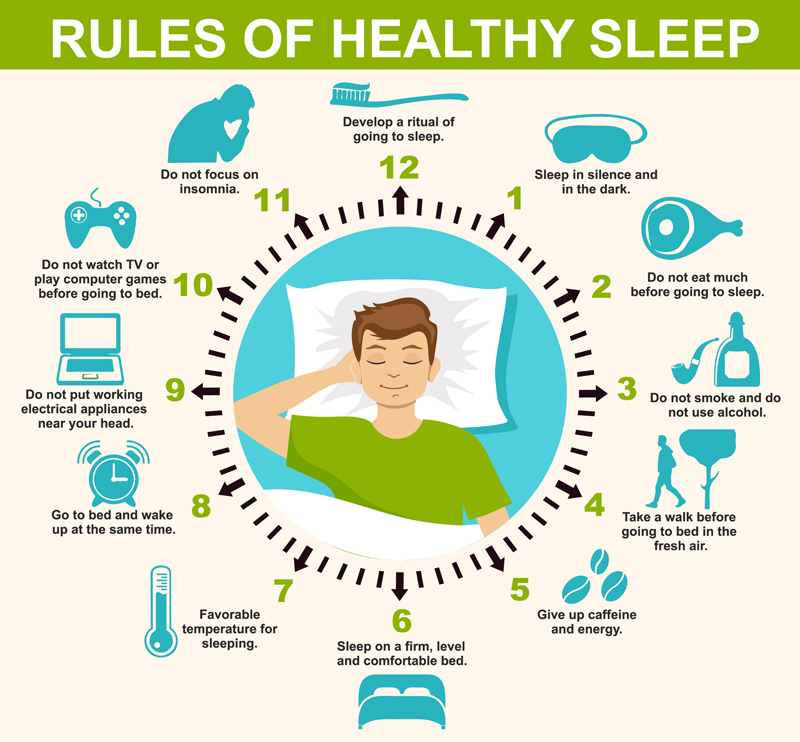 RULES OF HEALTHY SLEEP
Develop a ritual of
going to sleep.
12
Sleep in silence and
in the dark.
1
Do not eat much
before going to sleep.
2
Do not smoke and do
not use alcohol.
3
Take a walk before
going to bed in the
fresh air.
4
Give up caffeine
and energy.
5
6
Sleep on a firm, level
and comfortable bed.
7
Favorable
temperature for
sleeping.
8
Go to bed and wake
up at the same time.
9
Do not put working
electrical appliances
near your head.
10
Do not watch TV or
play computer games
before going to bed.
11
Do not focus on
insomnia.